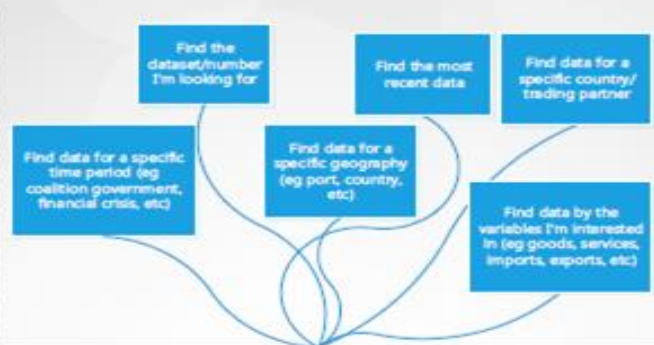 Find the
dataset/number
I'm looking for
Find the most
recent data
Find data for a
specific country/
trading partner
Find data for a specific
time period (eg
coalition government,
financial crisis, etc)
Find data for a
specific geography
(eg port, country,
etc)
Find data by the
variables I'm interested
in (eg goods, services,
imports, exports, etc)